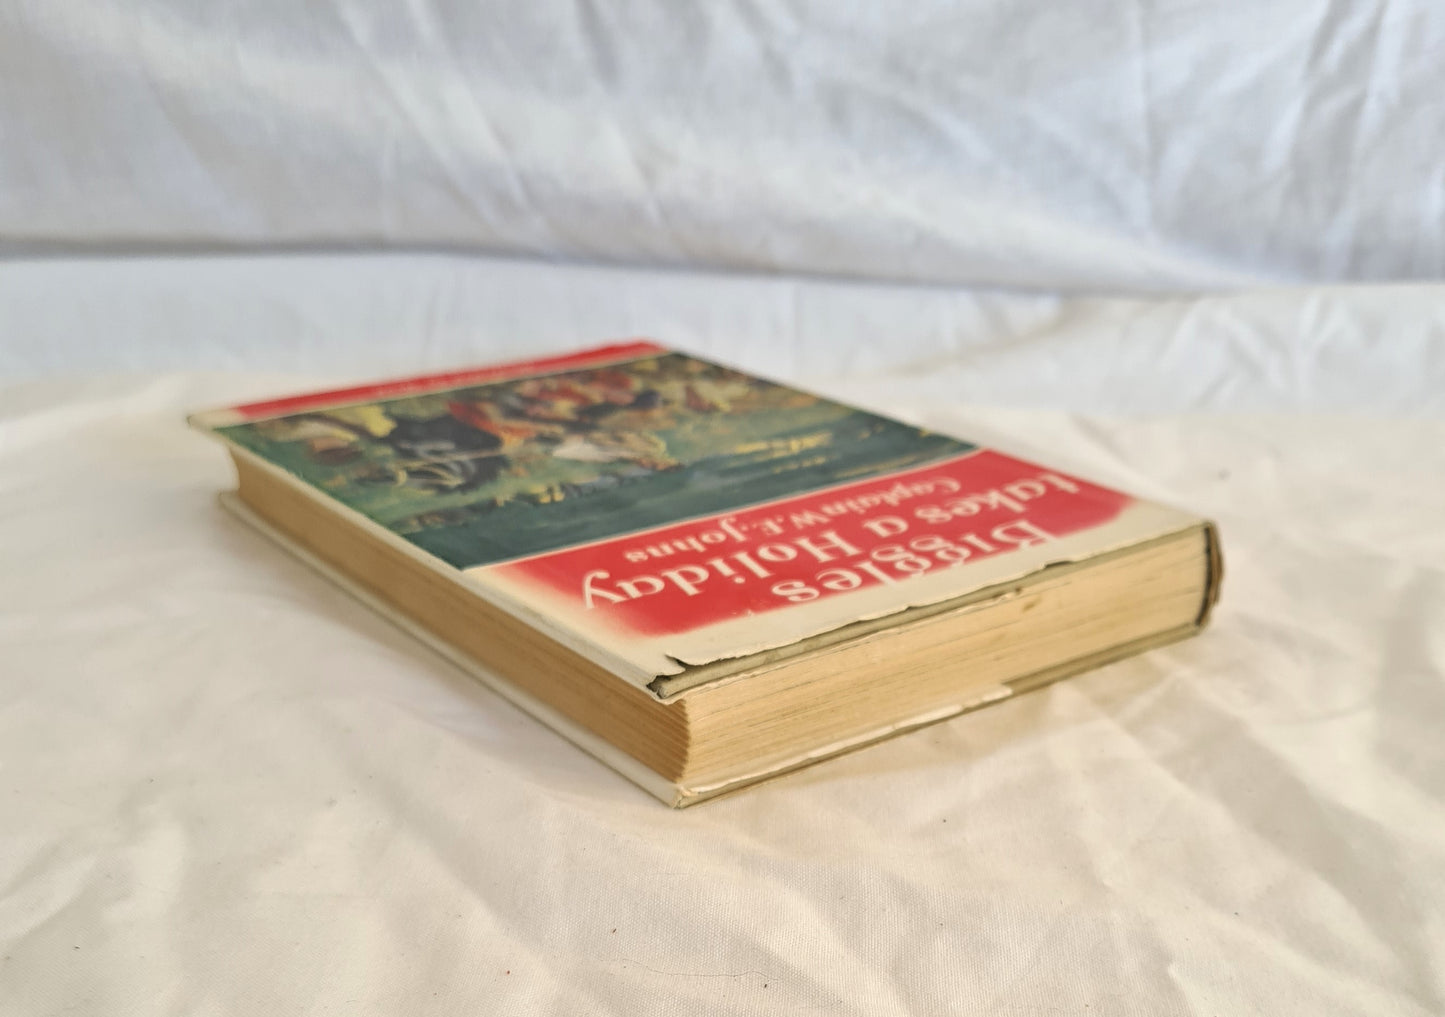 Biggles
takes a Holiday
Captain W.E. Johns